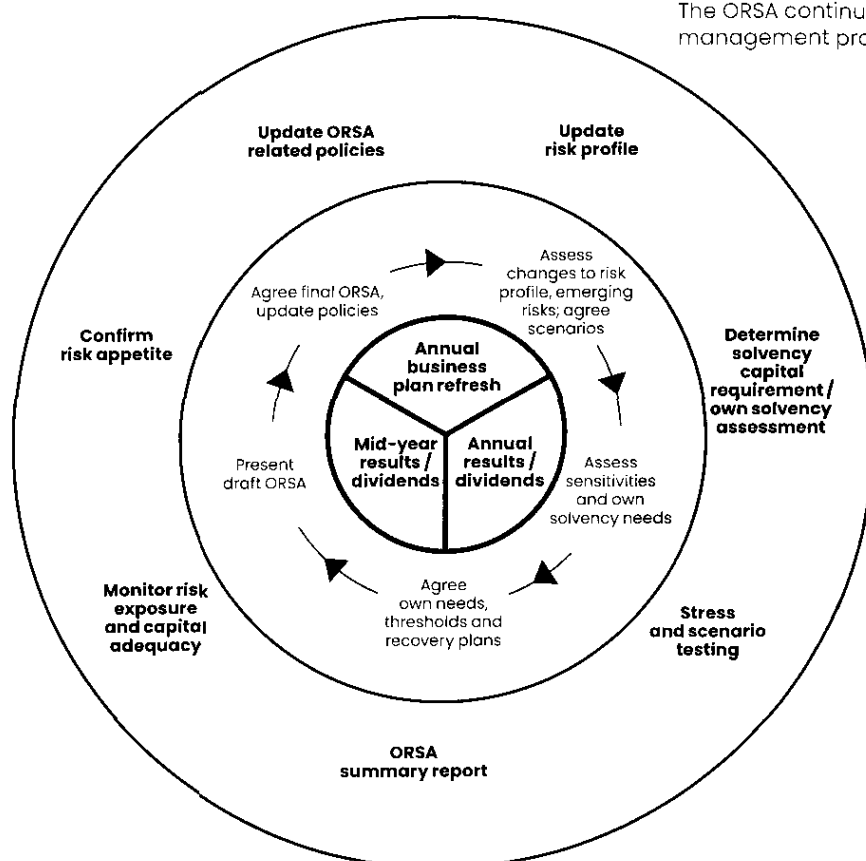 The ORSA
management
Update ORSA
related policies
Update
risk profile
Assess
changes to risk
profile, emerging
risks; agree
scenarios
Agree final ORSA,
update policies
Confirm
risk appetite
Annual
business
plan refresh
Determine
solvency
capital
requirement /
own solvency
assessment
Mid-year
results /
dividends
Annual
results /
dividends
Present
draft ORSA
Assess
sensitivities
and own
solvency needs
Agree
own needs,
thresholds and
recovery plans
Monitor risk
exposure
and capital
adequacy
Stress
and scenario
testing
ORSA
summary report